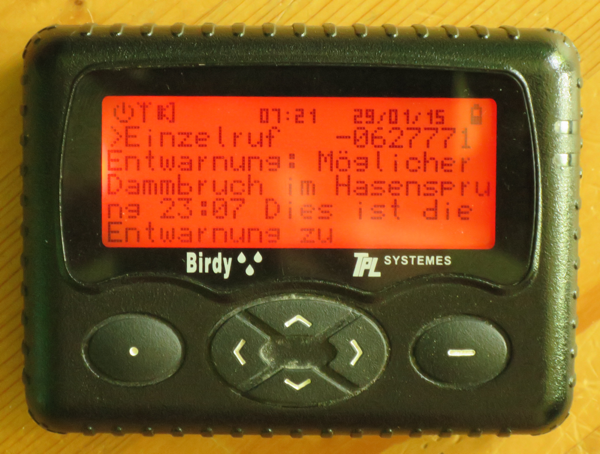 07:21 29/01/15
>Einzelruf -0627771
Entwarnung: Möglicher
Dammbruch im Hasenspru
ng 23:07 Dies ist die
Entwarnung zu
Birdy TPL SYSTEMES